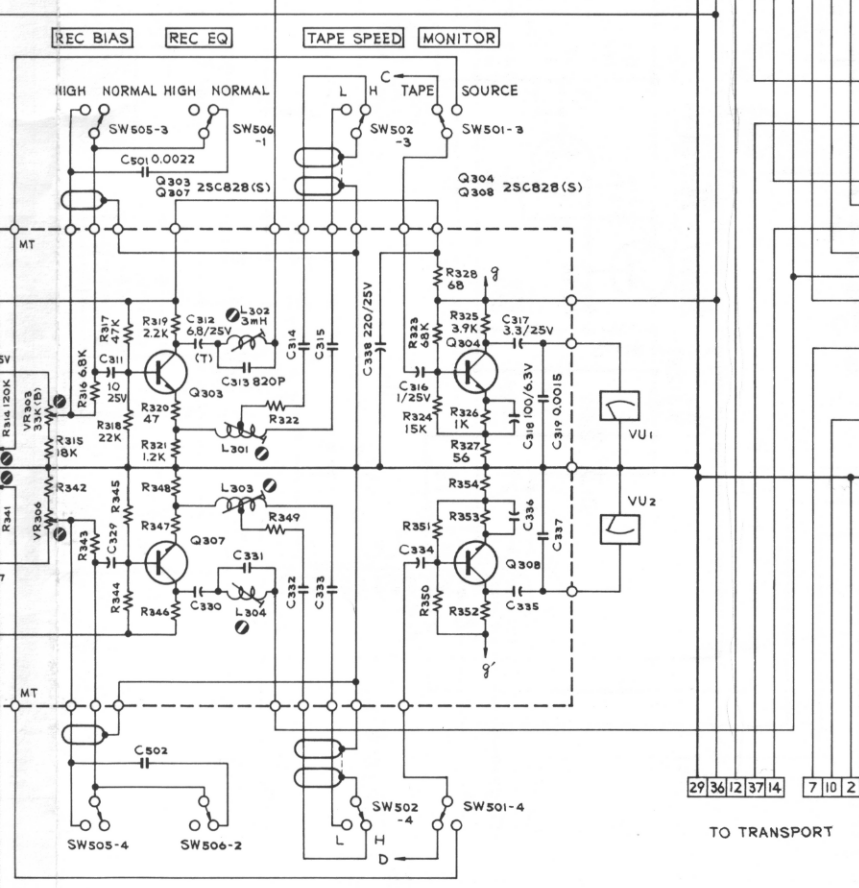 REC BIAS REC EQ TAPE SPEED MONITOR
HIGH NORMAL HIGH NORMAL L H C TAPE SOURCE
SW505-3 SW506-1 SW502-3 SW501-3
C501 0.0022
Q303
Q307 2SC828(S)
Q304
Q308 2SC828(S)
MT
R328
68
g
R317
47K
R319
2.2K
C312
6.8/25V
(T)
L302
3mH
C314
C315
C338 220/25V
R323
68K
R325
3.9K
C317
3.3/25V
Q304
5V
R314 120K
VR303
33K(B)
R316 6.8K
C311
10
25V
C313 820P
Q303
C316
1/25V
R318
22K
R320
47
R322
R324
15K
R326
1K
C318 100/6.3V
C319 0.0015
VU1
R315
18K
R321
1.2K
L301
R327
56
R342
R345
R348
L303
R354
VU2
R341
VR306
R343
C329
R347
R349
R351
R353
C336
C337
Q307
C331
C334
Q308
R344
R346
C330
L304
C332
C333
R350
R352
C335
7
g'
MT
C502
SW505-4 SW506-2 SW502-4 SW501-4
L H
D
29 36 12 37 14 7 10 2
TO TRANSPORT